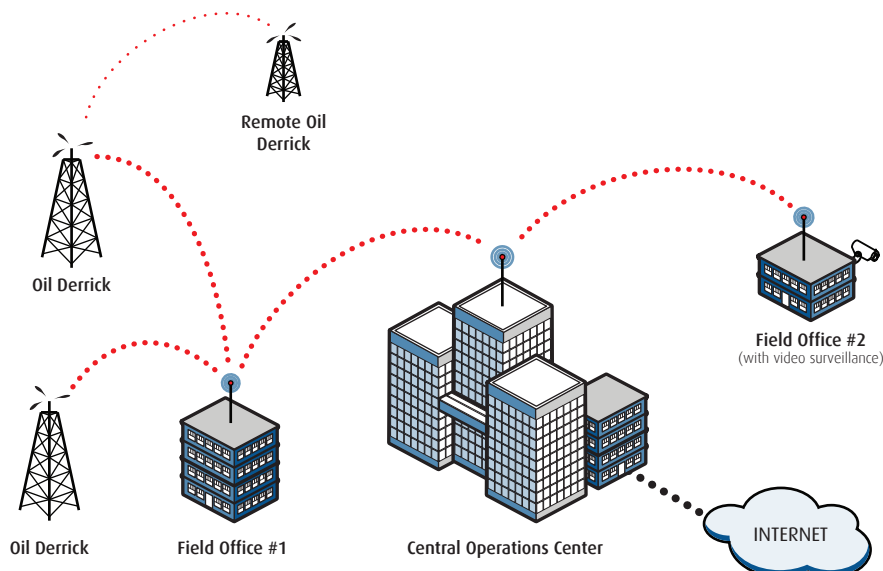 Remote Oil
Derrick
Oil Derrick
Field Office #2
(with video surveillance)
Oil Derrick
Field Office #1
Central Operations Center
INTERNET